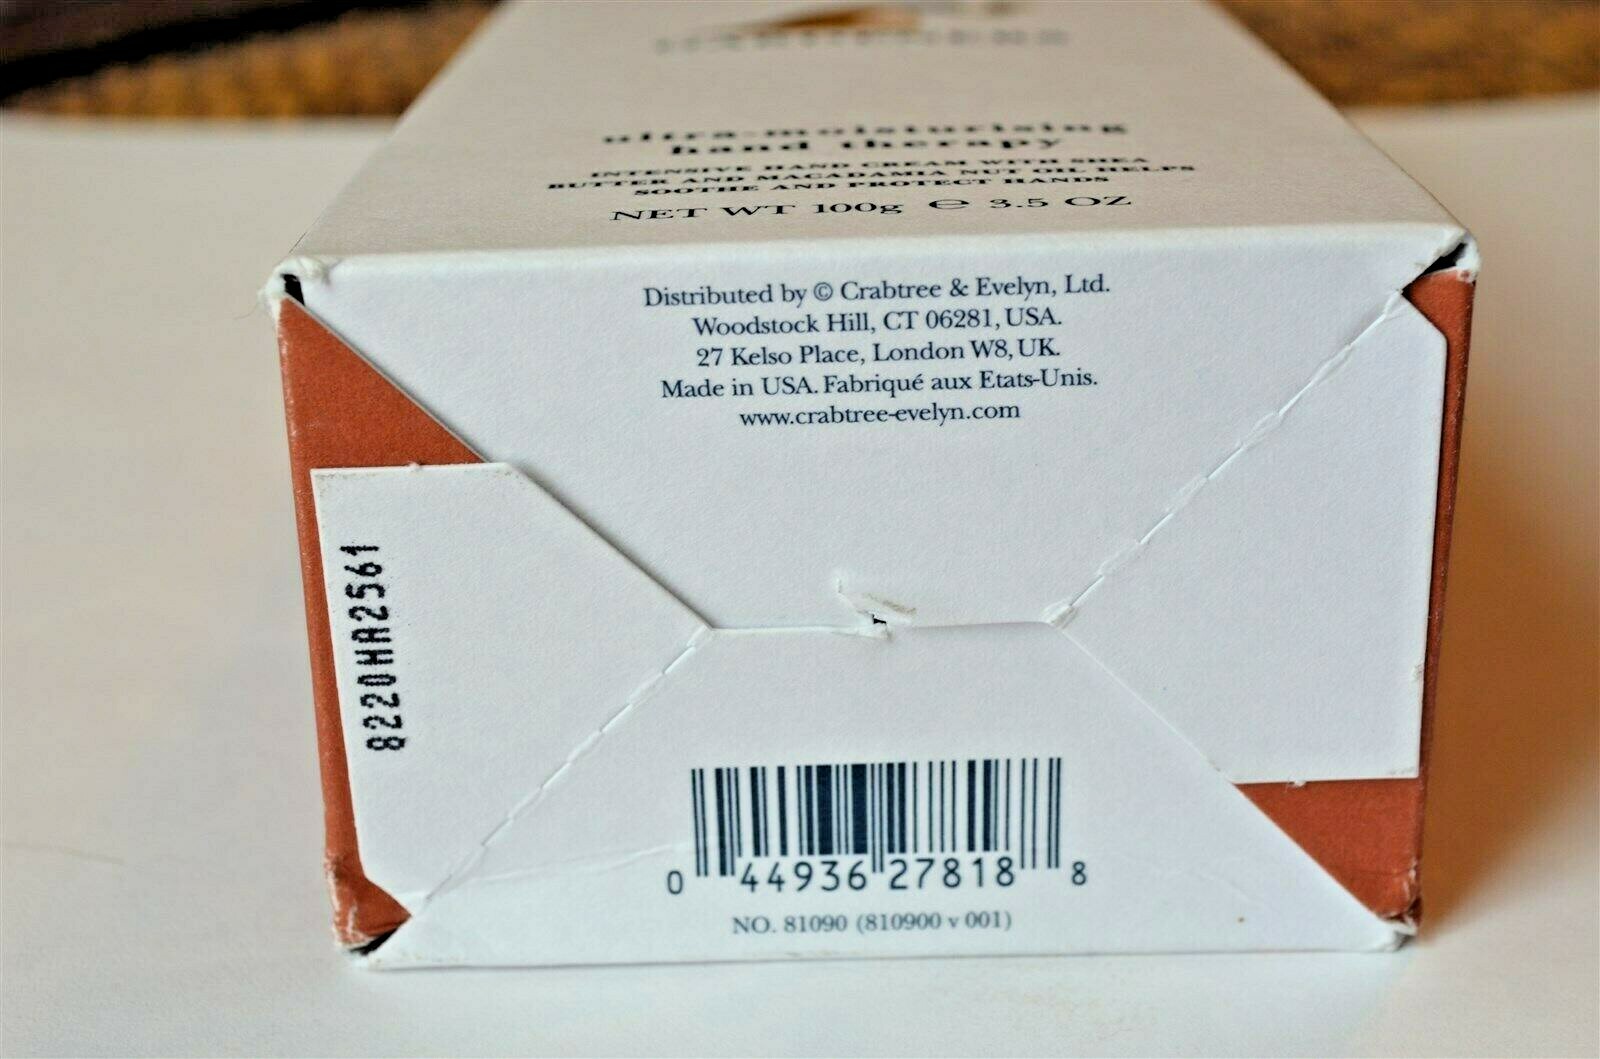 ultra-moisturising
hand therapy
INTENSIVE HAND CREAM WITH SHEA
BUTTER AND MACADAMIA NUT OIL HELPS
SOOTHE AND PROTECT HANDS
NET WT 100g ℮ 3.5 OZ
Distributed by © Crabtree & Evelyn, Ltd.
Woodstock Hill, CT 06281, USA.
27 Kelso Place, London W8, UK.
Made in USA. Fabriqué aux Etats-Unis.
www.crabtree-evelyn.com
8220HA2561
0 44936 27818 8
NO. 81090 (810900 v 001)